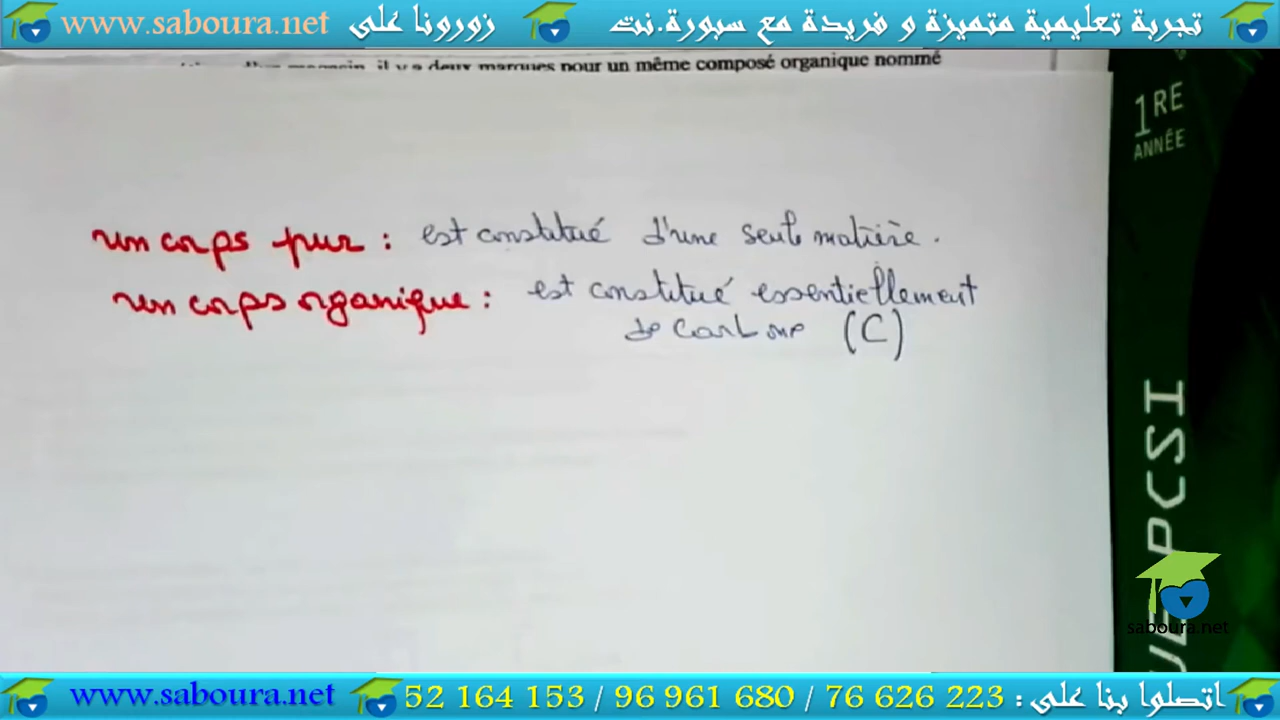 www.saboura.net زورونا على تجربة تعليمية متميزة و فريدة مع سبورة.نت
il y a deux marques pour un même composé organique nommé
1RE
ANNÉE
un corps pur : est constitué d'une seule matière.
un corps organique : est constitué essentiellement
de carbone (C)
PCSI
saboura.net
www.saboura.net 52 164 153 / 96 961 680 / 76 626 223 : اتصلوا بنا على